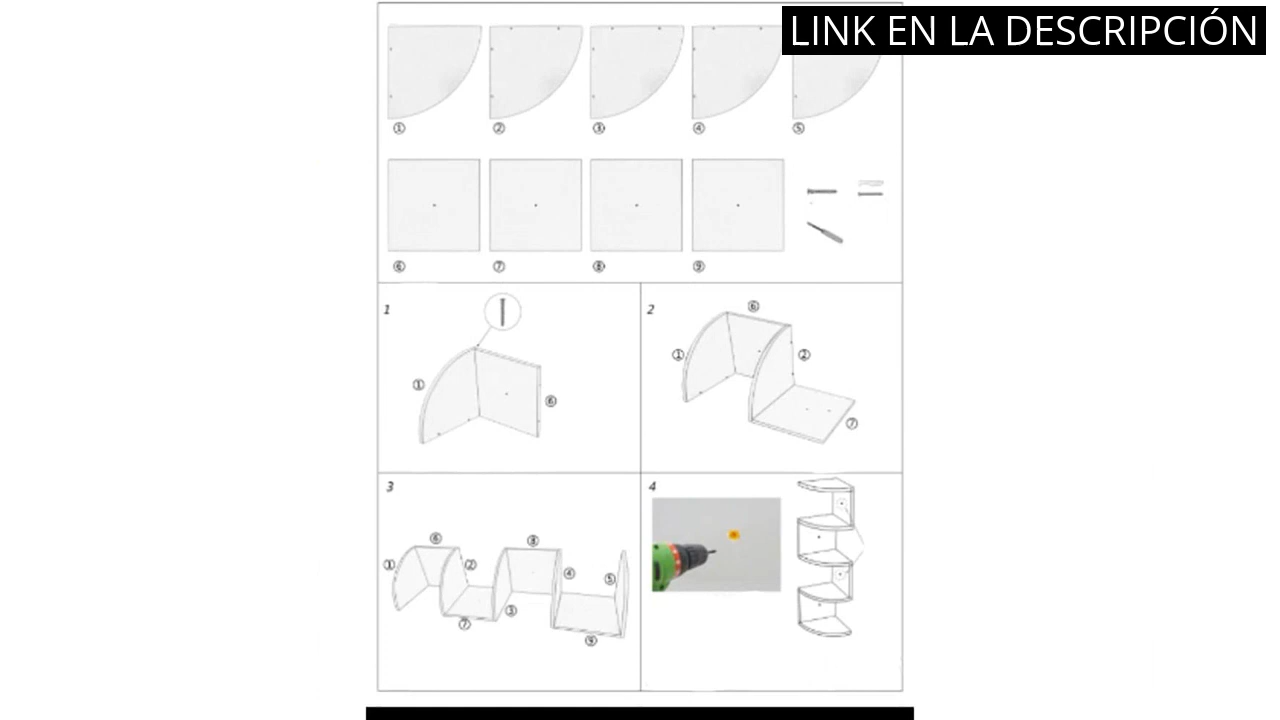 LINK EN LA DESCRIPCIÓN
① ② ③ ④ ⑤
⑥ ⑦ ⑧ ⑨
1
① ⑥
2
⑥
① ②
⑦
3
⑥ ⑧
① ② ④ ⑤
⑦ ③ ⑨
4